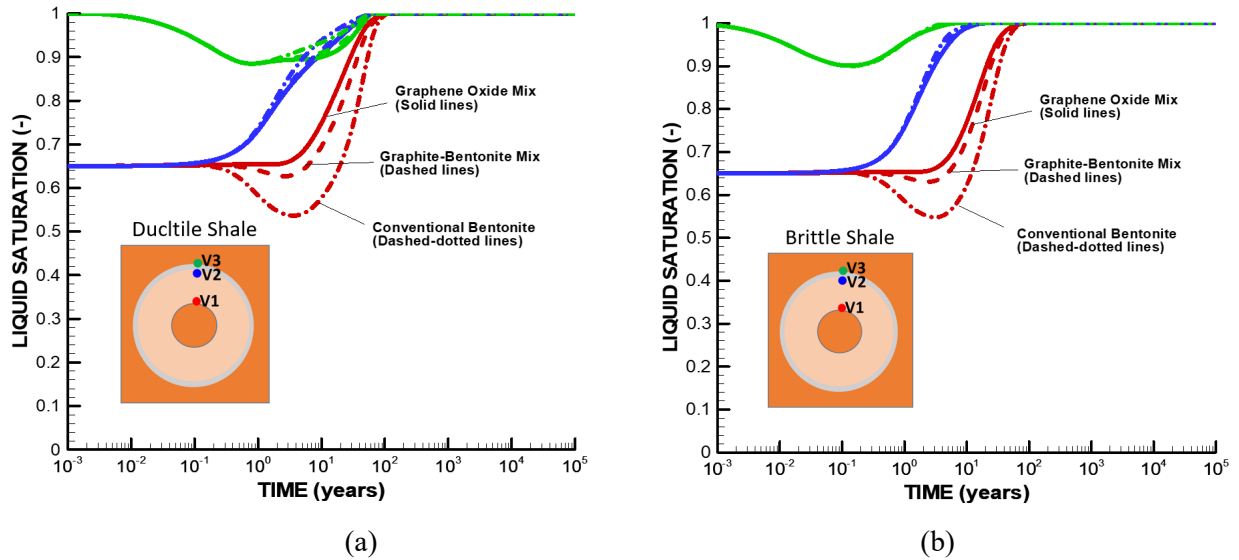 LIQUID SATURATION (-)
1
0.9
0.8
0.7
0.6
0.5
0.4
0.3
0.2
0.1
0
Graphene Oxide Mix
(Solid lines)
Graphite-Bentonite Mix
(Dashed lines)
Conventional Bentonite
(Dashed-dotted lines)
Ducltile Shale
V3
V2
V1
10-3 10-2 10-1 100 101 102 103 104 105
TIME (years)
(a)
LIQUID SATURATION (-)
1
0.9
0.8
0.7
0.6
0.5
0.4
0.3
0.2
0.1
0
Graphene Oxide Mix
(Solid lines)
Graphite-Bentonite Mix
(Dashed lines)
Conventional Bentonite
(Dashed-dotted lines)
Brittle Shale
V3
V2
V1
10-3 10-2 10-1 100 101 102 103 104 105
TIME (years)
(b)